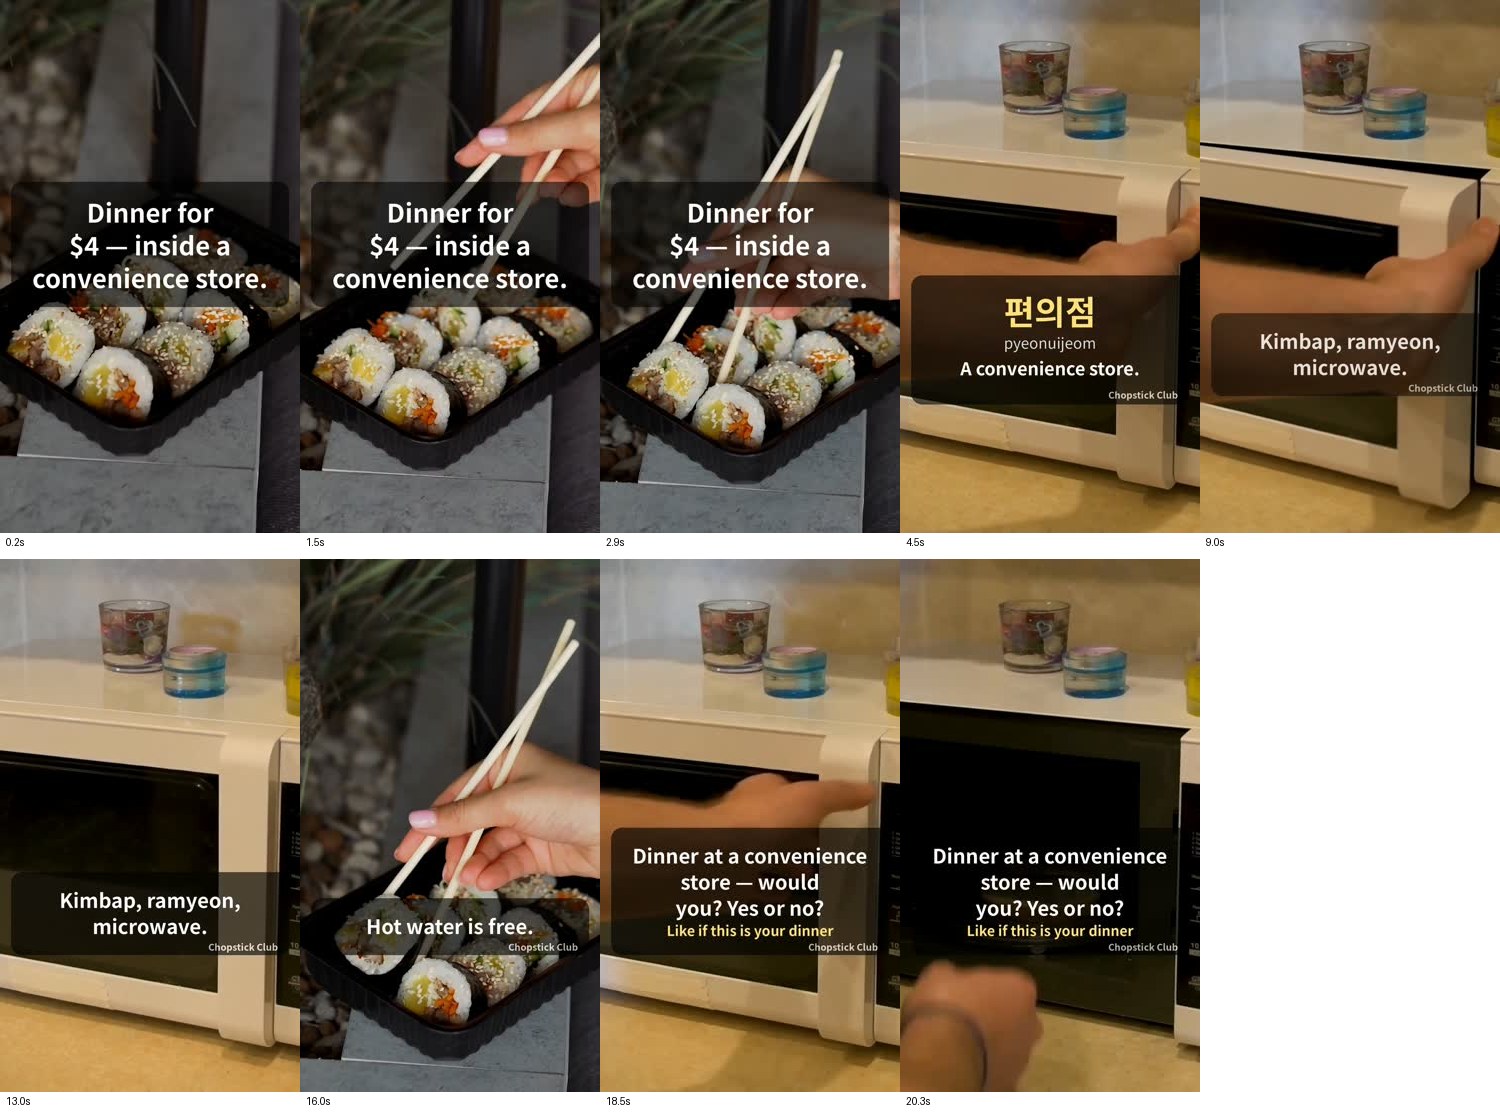 Dinner for
$4 — inside a
convenience store.
0.2s
Dinner for
$4 — inside a
convenience store.
1.5s
Dinner for
$4 — inside a
convenience store.
2.9s
편의점
pyeonuijeom
A convenience store.
Chopstick Club
4.5s
Kimbap, ramyeon,
microwave.
Chopstick Club
9.0s
Kimbap, ramyeon,
microwave.
Chopstick Club
13.0s
Hot water is free.
Chopstick Club
16.0s
Dinner at a convenience
store — would
you? Yes or no?
Like if this is your dinner
Chopstick Club
18.5s
Dinner at a convenience
store — would
you? Yes or no?
Like if this is your dinner
Chopstick Club
20.3s